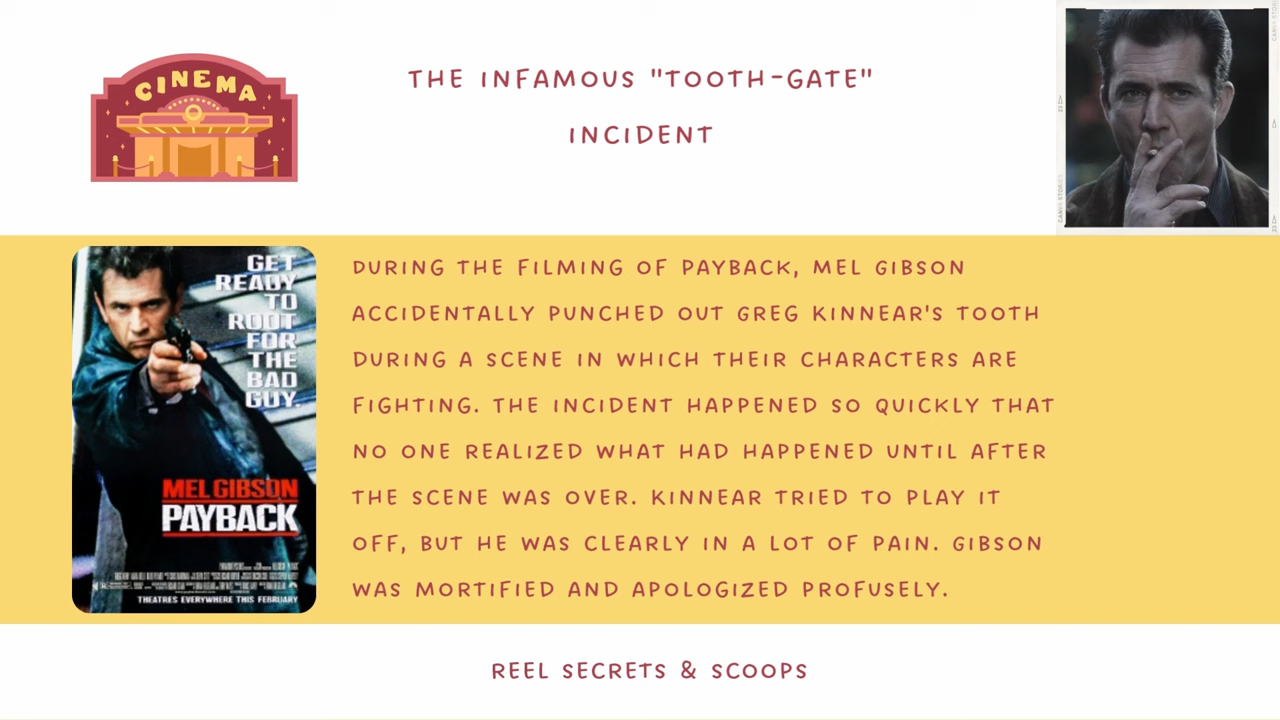 CINEMA
THE INFAMOUS "TOOTH-GATE"
INCIDENT
CANVA STORIES
23
GET
READY
TO
ROOT
FOR
THE
BAD
GUY.
MEL GIBSON
PAYBACK
THEATRES EVERYWHERE THIS FEBRUARY
DURING THE FILMING OF PAYBACK, MEL GIBSON
ACCIDENTALLY PUNCHED OUT GREG KINNEAR'S TOOTH
DURING A SCENE IN WHICH THEIR CHARACTERS ARE
FIGHTING. THE INCIDENT HAPPENED SO QUICKLY THAT
NO ONE REALIZED WHAT HAD HAPPENED UNTIL AFTER
THE SCENE WAS OVER. KINNEAR TRIED TO PLAY IT
OFF, BUT HE WAS CLEARLY IN A LOT OF PAIN. GIBSON
WAS MORTIFIED AND APOLOGIZED PROFUSELY.
REEL SECRETS & SCOOPS